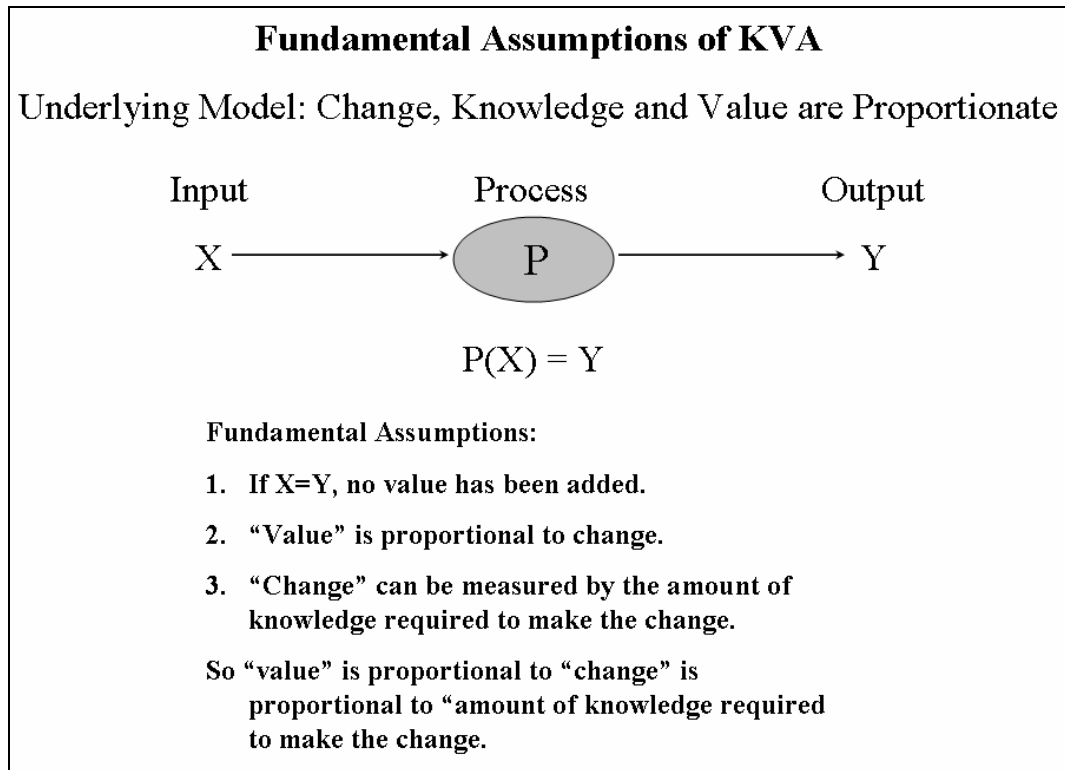 Fundamental Assumptions of KVA
Underlying Model: Change, Knowledge and Value are Proportionate
Input Process Output
X P Y
P(X) = Y
Fundamental Assumptions:
1. If X=Y, no value has been added.
2. “Value” is proportional to change.
3. “Change” can be measured by the amount of
knowledge required to make the change.
So “value” is proportional to “change” is
proportional to “amount of knowledge required
to make the change.